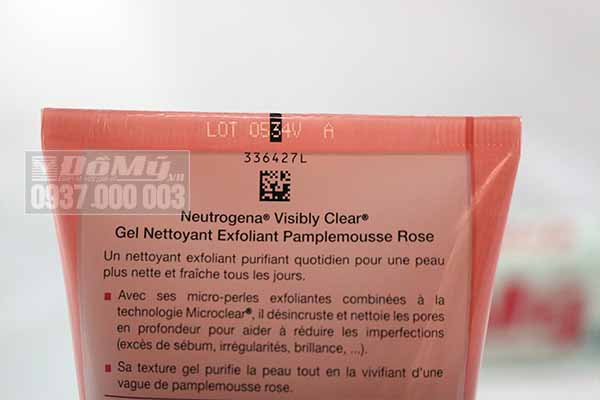 LOT 0534V A
336427L
ĐồMỹ.vn
0937.000 003
Neutrogena® Visibly Clear®
Gel Nettoyant Exfoliant Pamplemousse Rose
Un nettoyant exfoliant purifiant quotidien pour une peau
plus nette et fraîche tous les jours.
Avec ses micro-perles exfoliantes combinées à la
technologie Microclear®, il désincruste et nettoie les pores
en profondeur pour aider à réduire les imperfections
(excès de sébum, irrégularités, brillance, ...).
Sa texture gel purifie la peau tout en la vivifiant d'une
vague de pamplemousse rose.